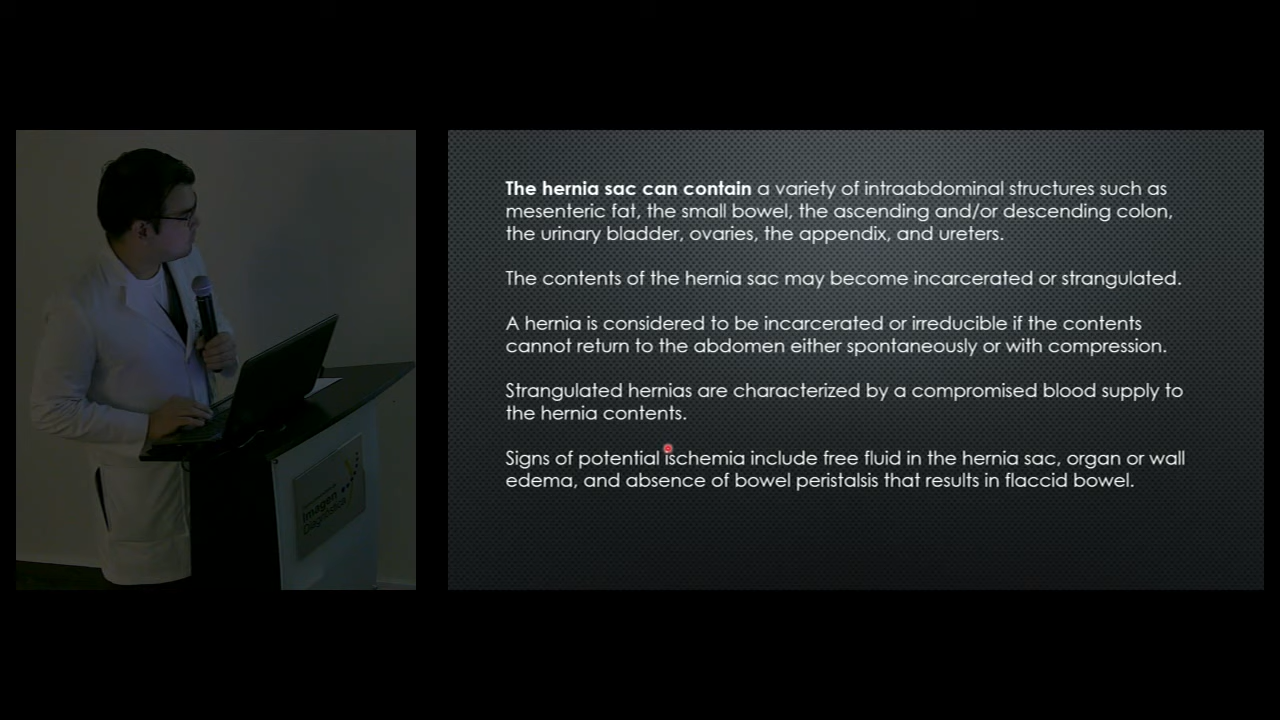 The hernia sac can contain a variety of intraabdominal structures such as
mesenteric fat, the small bowel, the ascending and/or descending colon,
the urinary bladder, ovaries, the appendix, and ureters.
The contents of the hernia sac may become incarcerated or strangulated.
A hernia is considered to be incarcerated or irreducible if the contents
cannot return to the abdomen either spontaneously or with compression.
Strangulated hernias are characterized by a compromised blood supply to
the hernia contents.
Signs of potential ischemia include free fluid in the hernia sac, organ or wall
edema, and absence of bowel peristalsis that results in flaccid bowel.
Imagen
Diagnóstica